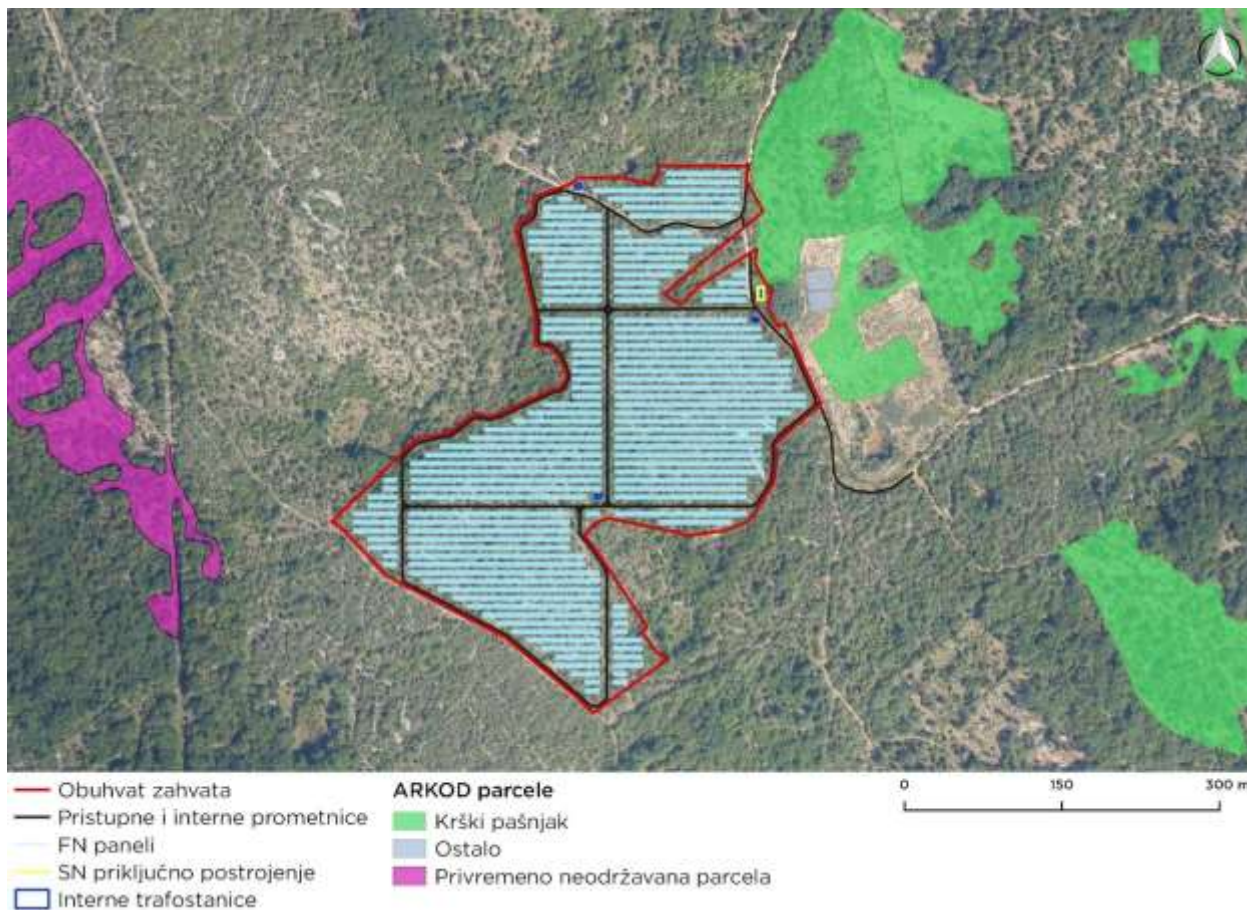 Obuhvat zahvata
Pristupne i interne prometnice
FN paneli
SN priključno postrojenje
Interne trafostanice
ARKOD parcele
Krški pašnjak
Ostalo
Privremeno neodržavana parcela
0 150 300 m